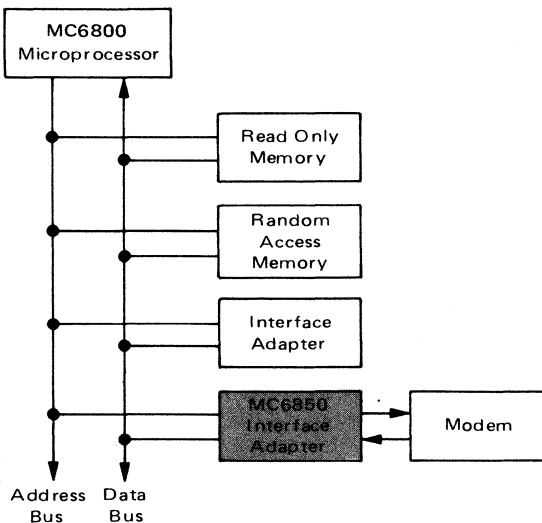 MC6800
Microprocessor
Read Only
Memory
Random
Access
Memory
Interface
Adapter
MC6850
Interface
Adapter
Modem
Address
Bus
Data
Bus